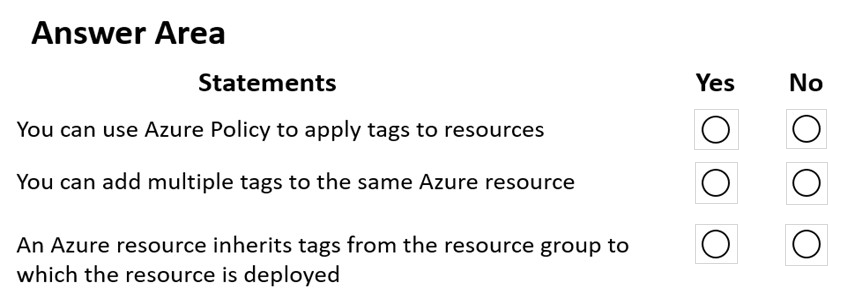 Answer Area
Statements Yes No
You can use Azure Policy to apply tags to resources
You can add multiple tags to the same Azure resource
An Azure resource inherits tags from the resource group to
which the resource is deployed